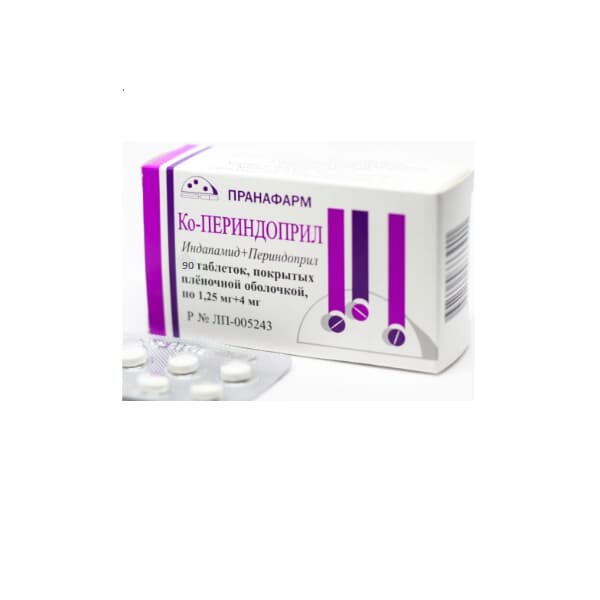 ПРАНАФАРМ
Ко-ПЕРИНДОПРИЛ
Индапамид+Периндоприл
90 таблеток, покрытых
плёночной оболочкой,
по 1,25 мг+4 мг
Р № ЛП-005243